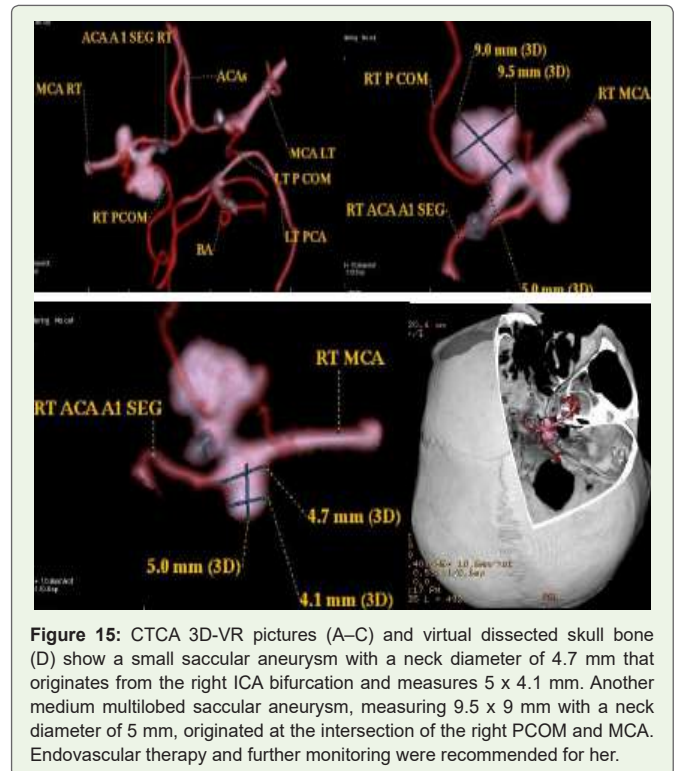 ACA A 1 SEG RT
ACAs
MCA RT
MCA LT
LT P COM
RT PCOM
LT PCA
BA
9.0 mm (3D)
9.5 mm (3D)
RT P COM
RT MCA
RT ACA A1 SEG
5.0 mm (3D)
RT MCA
RT ACA A1 SEG
4.7 mm (3D)
5.0 mm (3D)
4.1 mm (3D)
Figure 15: CTCA 3D-VR pictures (A–C) and virtual dissected skull bone
(D) show a small saccular aneurysm with a neck diameter of 4.7 mm that
originates from the right ICA bifurcation and measures 5 x 4.1 mm. Another
medium multilobed saccular aneurysm, measuring 9.5 x 9 mm with a neck
diameter of 5 mm, originated at the intersection of the right PCOM and MCA.
Endovascular therapy and further monitoring were recommended for her.